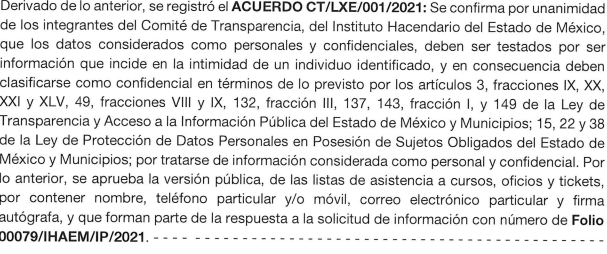 Derivado de lo anterior, se registró el ACUERDO CT/LXE/001/2021: Se confirma por unanimidad
de los integrantes del Comité de Transparencia, del Instituto Hacendario del Estado de México,
que los datos considerados como personales y confidenciales, deben ser testados por ser
información que incide en la intimidad de un individuo identificado, y en consecuencia deben
clasificarse como confidencial en términos de lo previsto por los artículos 3, fracciones IX, XX,
XXI y XLV, 49, fracciones VIII y IX, 132, fracción III, 137, 143, fracción I, y 149 de la Ley de
Transparencia y Acceso a la Información Pública del Estado de México y Municipios; 15, 22 y 38
de la Ley de Protección de Datos Personales en Posesión de Sujetos Obligados del Estado de
México y Municipios; por tratarse de información considerada como personal y confidencial. Por
lo anterior, se aprueba la versión pública, de las listas de asistencia a cursos, oficios y tickets,
por contener nombre, teléfono particular y/o móvil, correo electrónico particular y firma
autógrafa, y que forman parte de la respuesta a la solicitud de información con número de Folio
00079/IHAEM/IP/2021. - - - - - - - - - - - - - - - - - - - - - - - - - - - - - - - - - - - - - - - - - - - - - -